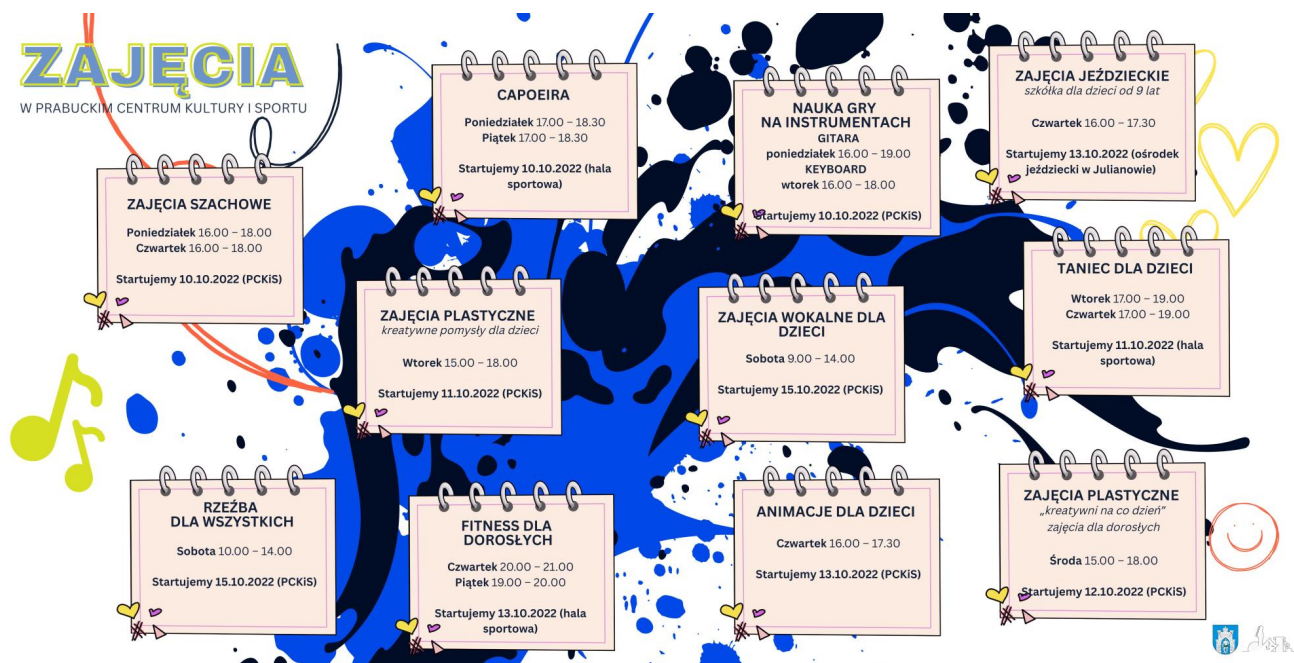 ZAJĘCIA
W PRABUCKIM CENTRUM KULTURY I SPORTU
ZAJĘCIA SZACHOWE
Poniedziałek 16.00 – 18.00
Czwartek 16.00 – 18.00
Startujemy 10.10.2022 (PCKiS)
CAPOEIRA
Poniedziałek 17.00 – 18.30
Piątek 17.00 – 18.30
Startujemy 10.10.2022 (hala
sportowa)
NAUKA GRY
NA INSTRUMENTACH
GITARA
poniedziałek 16.00 – 19.00
KEYBOARD
wtorek 16.00 – 18.00
Startujemy 10.10.2022 (PCKiS)
ZAJĘCIA JEŹDZIECKIE
szkółka dla dzieci od 9 lat
Czwartek 16.00 – 17.30
Startujemy 13.10.2022 (ośrodek
jeździecki w Julianowie)
ZAJĘCIA PLASTYCZNE
kreatywne pomysły dla dzieci
Wtorek 15.00 – 18.00
Startujemy 11.10.2022 (PCKiS)
ZAJĘCIA WOKALNE DLA
DZIECI
Sobota 9.00 – 14.00
Startujemy 15.10.2022 (PCKiS)
TANIEC DLA DZIECI
Wtorek 17.00 – 19.00
Czwartek 17.00 – 19.00
Startujemy 11.10.2022 (hala
sportowa)
RZEŹBA
DLA WSZYSTKICH
Sobota 10.00 – 14.00
Startujemy 15.10.2022 (PCKiS)
FITNESS DLA
DOROSŁYCH
Czwartek 20.00 – 21.00
Piątek 19.00 – 20.00
Startujemy 13.10.2022 (hala
sportowa)
ANIMACJE DLA DZIECI
Czwartek 16.00 – 17.30
Startujemy 13.10.2022 (PCKiS)
ZAJĘCIA PLASTYCZNE
„kreatywni na co dzień”
zajęcia dla dorosłych
Środa 15.00 – 18.00
Startujemy 12.10.2022 (PCKiS)